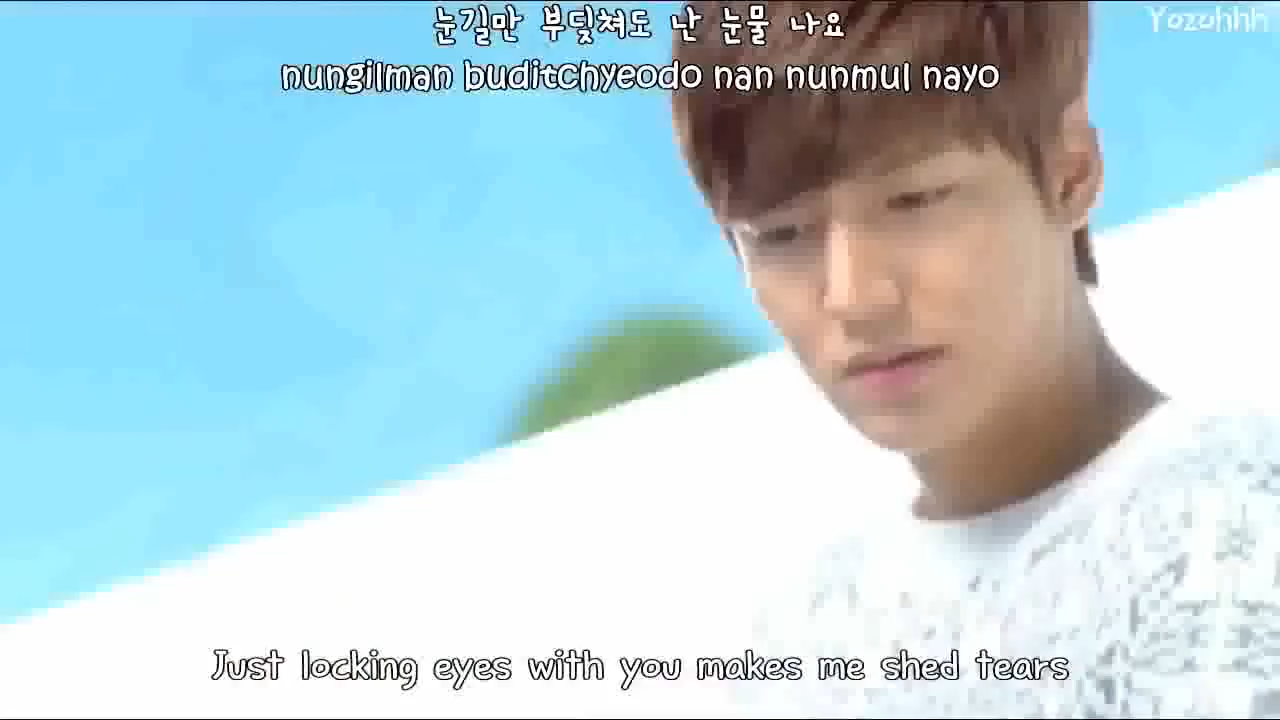 눈길만 부딪쳐도 난 눈물 나요
Yozohhh
nungilman buditchyeodo nan nunmul nayo
Just locking eyes with you makes me shed tears